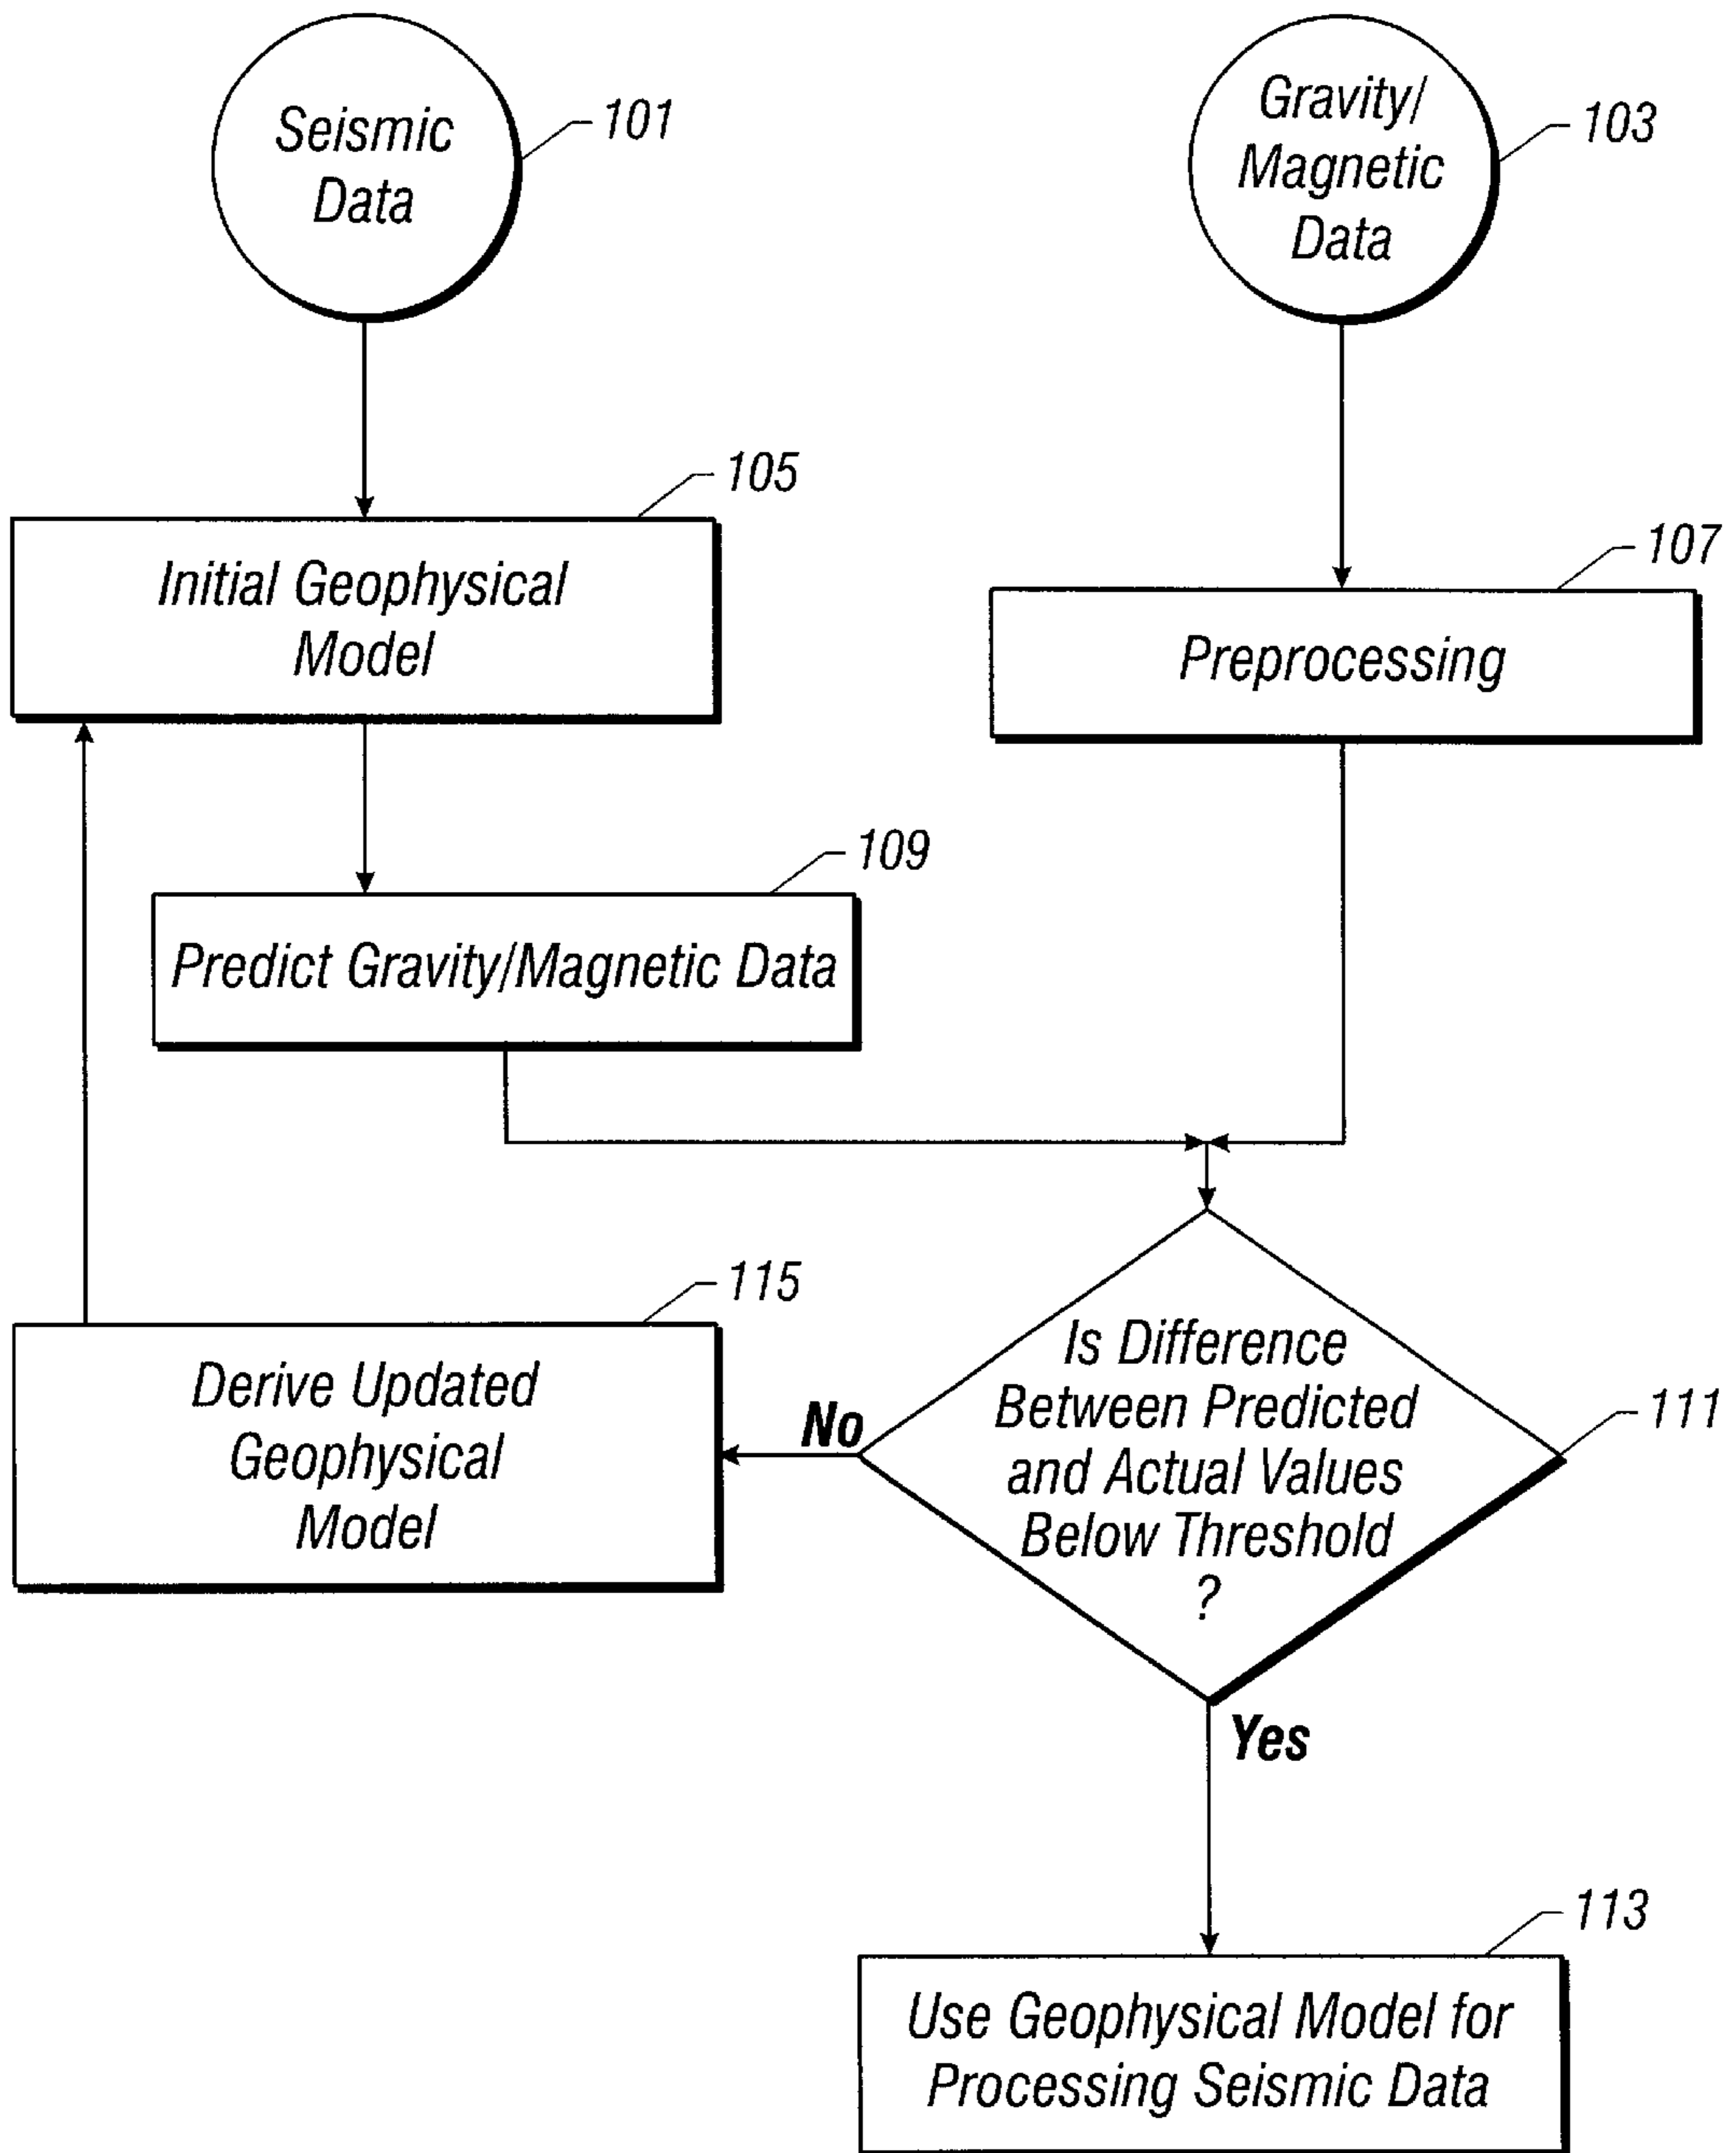 Seismic
Data
101
Gravity/
Magnetic
Data
103
105
Initial Geophysical
Model
107
Preprocessing
109
Predict Gravity/Magnetic Data
115
Derive Updated
Geophysical
Model
No
Is Difference
Between Predicted
and Actual Values
Below Threshold
?
111
Yes
113
Use Geophysical Model for
Processing Seismic Data